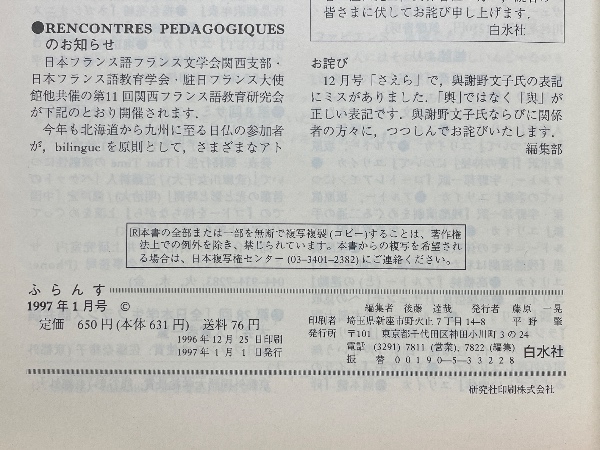 ●RENCONTRES PEDAGOGIQUES
のお知らせ
日本フランス語フランス文学会関西支部・
日本フランス語教育学会・駐日フランス大使
館他共催の第11回関西フランス語教育研究会
が下記のとおり開催されます.
今年も北海道から九州に至る日仏の参加者
が, bilingue を原則として, さまざまなアト
皆さまに伏してお詫び申し上げます.
白水社
お詫び
12月号「さえら」で, 與謝野文子氏の表記
にミスがありました.「輿」ではなく「與」が
正しい表記です. 與謝野文子氏ならびに関係
者の方々に, つつしんでお詫びいたします.
編集部
R本書の全部または一部を無断で複写複製(コピー)することは、著作権
法上での例外を除き、禁じられています。本書からの複写を希望され
る場合は、日本複写権センター(03-3401-2382)にご連絡ください。
ふらんす
1997年1月号 ©
定価 650円(本体631円) 送料76円
1996年12月25日印刷
1997年1月1日発行
編集者 後藤達哉 発行者 藤原一晃
印刷者 埼玉県新座市野火止7丁目14-8 平野肇
発行所 〒101 東京都千代田区神田小川町3の24
電話 (3291) 7811 (営業), 7822 (編集) 白水社
振替 00190-5-33228
研究社印刷株式会社